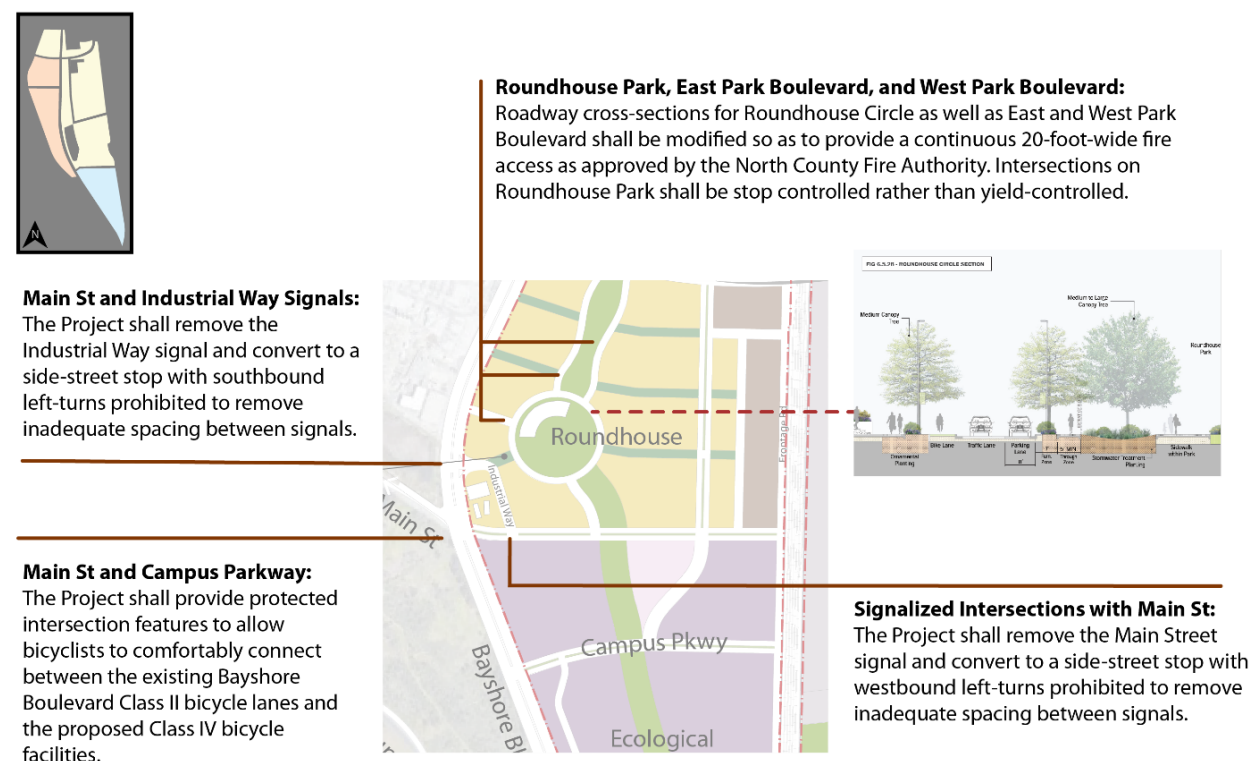 N
Roundhouse Park, East Park Boulevard, and West Park Boulevard:
Roadway cross-sections for Roundhouse Circle as well as East and West Park
Boulevard shall be modified so as to provide a continuous 20-foot-wide fire
access as approved by the North County Fire Authority. Intersections on
Roundhouse Park shall be stop controlled rather than yield-controlled.
Main St and Industrial Way Signals:
The Project shall remove the
Industrial Way signal and convert to a
side-street stop with southbound
left-turns prohibited to remove
inadequate spacing between signals.
Main St and Campus Parkway:
The Project shall provide protected
intersection features to allow
bicyclists to comfortably connect
between the existing Bayshore
Boulevard Class II bicycle lanes and
the proposed Class IV bicycle
facilities.
Roundhouse
Industrial Way
Main St
Frontage Rd
Campus Pkwy
Bayshore Bl
Ecological
ROUNDHOUSE CIRCLE SECTION
Medium to Large
Canopy Tree
Medium Canopy
Tree
Roundhouse
Park
Bike Lane
Traffic Lane
Parking
Lane
8'
5' MIN
Through
Zone
Ornamental
Planting
Stormwater Treatment
Planting
Sidewalk
within Park
Signalized Intersections with Main St:
The Project shall remove the Main Street
signal and convert to a side-street stop with
westbound left-turns prohibited to remove
inadequate spacing between signals.